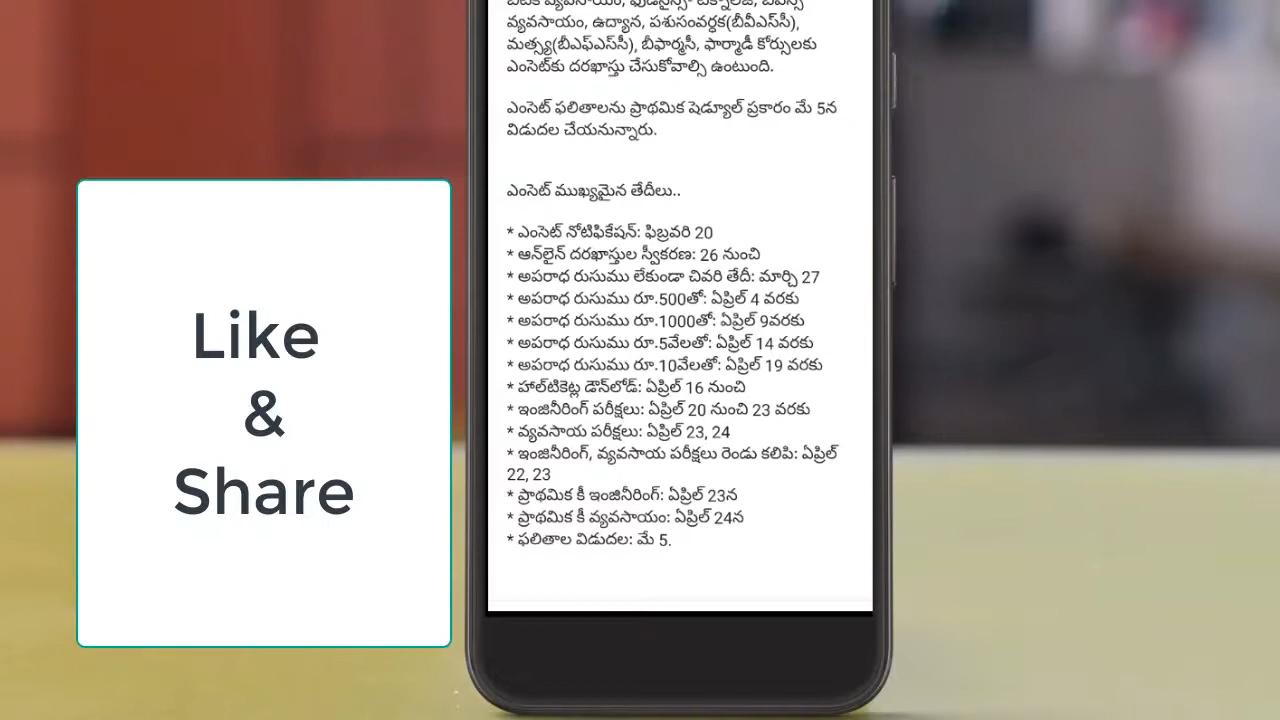 వ్యవసాయం, ఉద్యాన, పశుసంవర్ధక(బీవీఎస్‌సీ),
మత్స్య(బీఎఫ్ఎస్‌సీ), బీఫార్మసీ, ఫార్మాడీ కోర్సులకు
ఎంసెట్‌కు దరఖాస్తు చేసుకోవాల్సి ఉంటుంది.
ఎంసెట్ ఫలితాలను ప్రాథమిక షెడ్యూల్ ప్రకారం మే 5న
విడుదల చేయనున్నారు.
ఎంసెట్ ముఖ్యమైన తేదీలు..
* ఎంసెట్ నోటిఫికేషన్: ఫిబ్రవరి 20
* ఆన్‌లైన్ దరఖాస్తుల స్వీకరణ: 26 నుంచి
* అపరాధ రుసుము లేకుండా చివరి తేదీ: మార్చి 27
* అపరాధ రుసుము రూ.500తో: ఏప్రిల్ 4 వరకు
* అపరాధ రుసుము రూ.1000తో: ఏప్రిల్ 9వరకు
* అపరాధ రుసుము రూ.5వేలతో: ఏప్రిల్ 14 వరకు
* అపరాధ రుసుము రూ.10వేలతో: ఏప్రిల్ 19 వరకు
* హాల్‌టికెట్ల డౌన్‌లోడ్: ఏప్రిల్ 16 నుంచి
* ఇంజినీరింగ్ పరీక్షలు: ఏప్రిల్ 20 నుంచి 23 వరకు
* వ్యవసాయ పరీక్షలు: ఏప్రిల్ 23, 24
* ఇంజినీరింగ్, వ్యవసాయ పరీక్షలు రెండు కలిపి: ఏప్రిల్
22, 23
* ప్రాథమిక కీ ఇంజినీరింగ్: ఏప్రిల్ 23న
* ప్రాథమిక కీ వ్యవసాయం: ఏప్రిల్ 24న
* ఫలితాల విడుదల: మే 5.
Like
&
Share